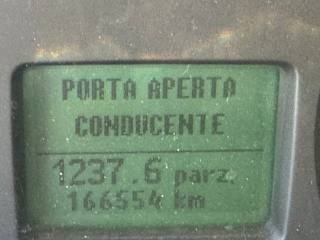 PORTA APERTA
CONDUCENTE
1237.6 parz.
166554 km